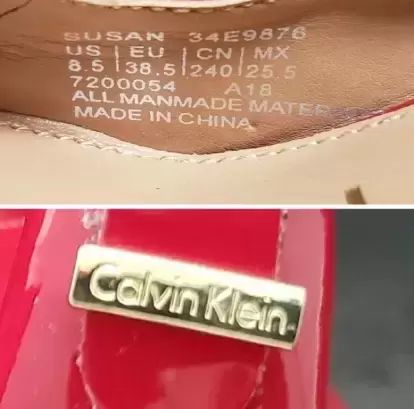 SUSAN 34E9876
US | EU | CN | MX
8.5 | 38.5 | 240 | 25.5
7200054 A18
ALL MANMADE MATER
MADE IN CHINA
Calvin Klein